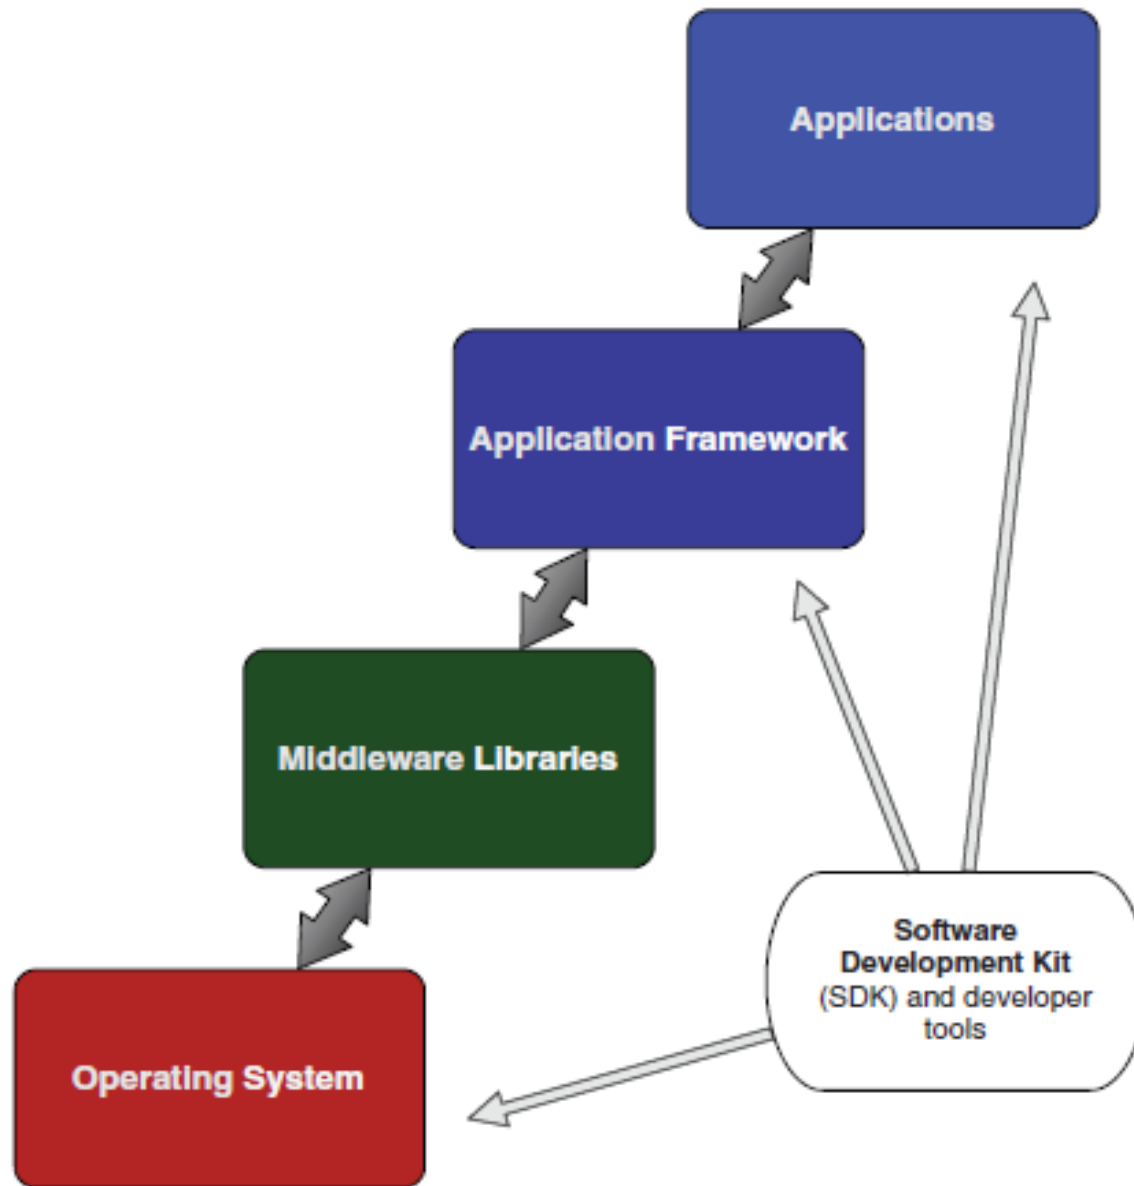 Applications
Application Framework
Middleware Libraries
Software
Development Kit
(SDK) and developer
tools
Operating System